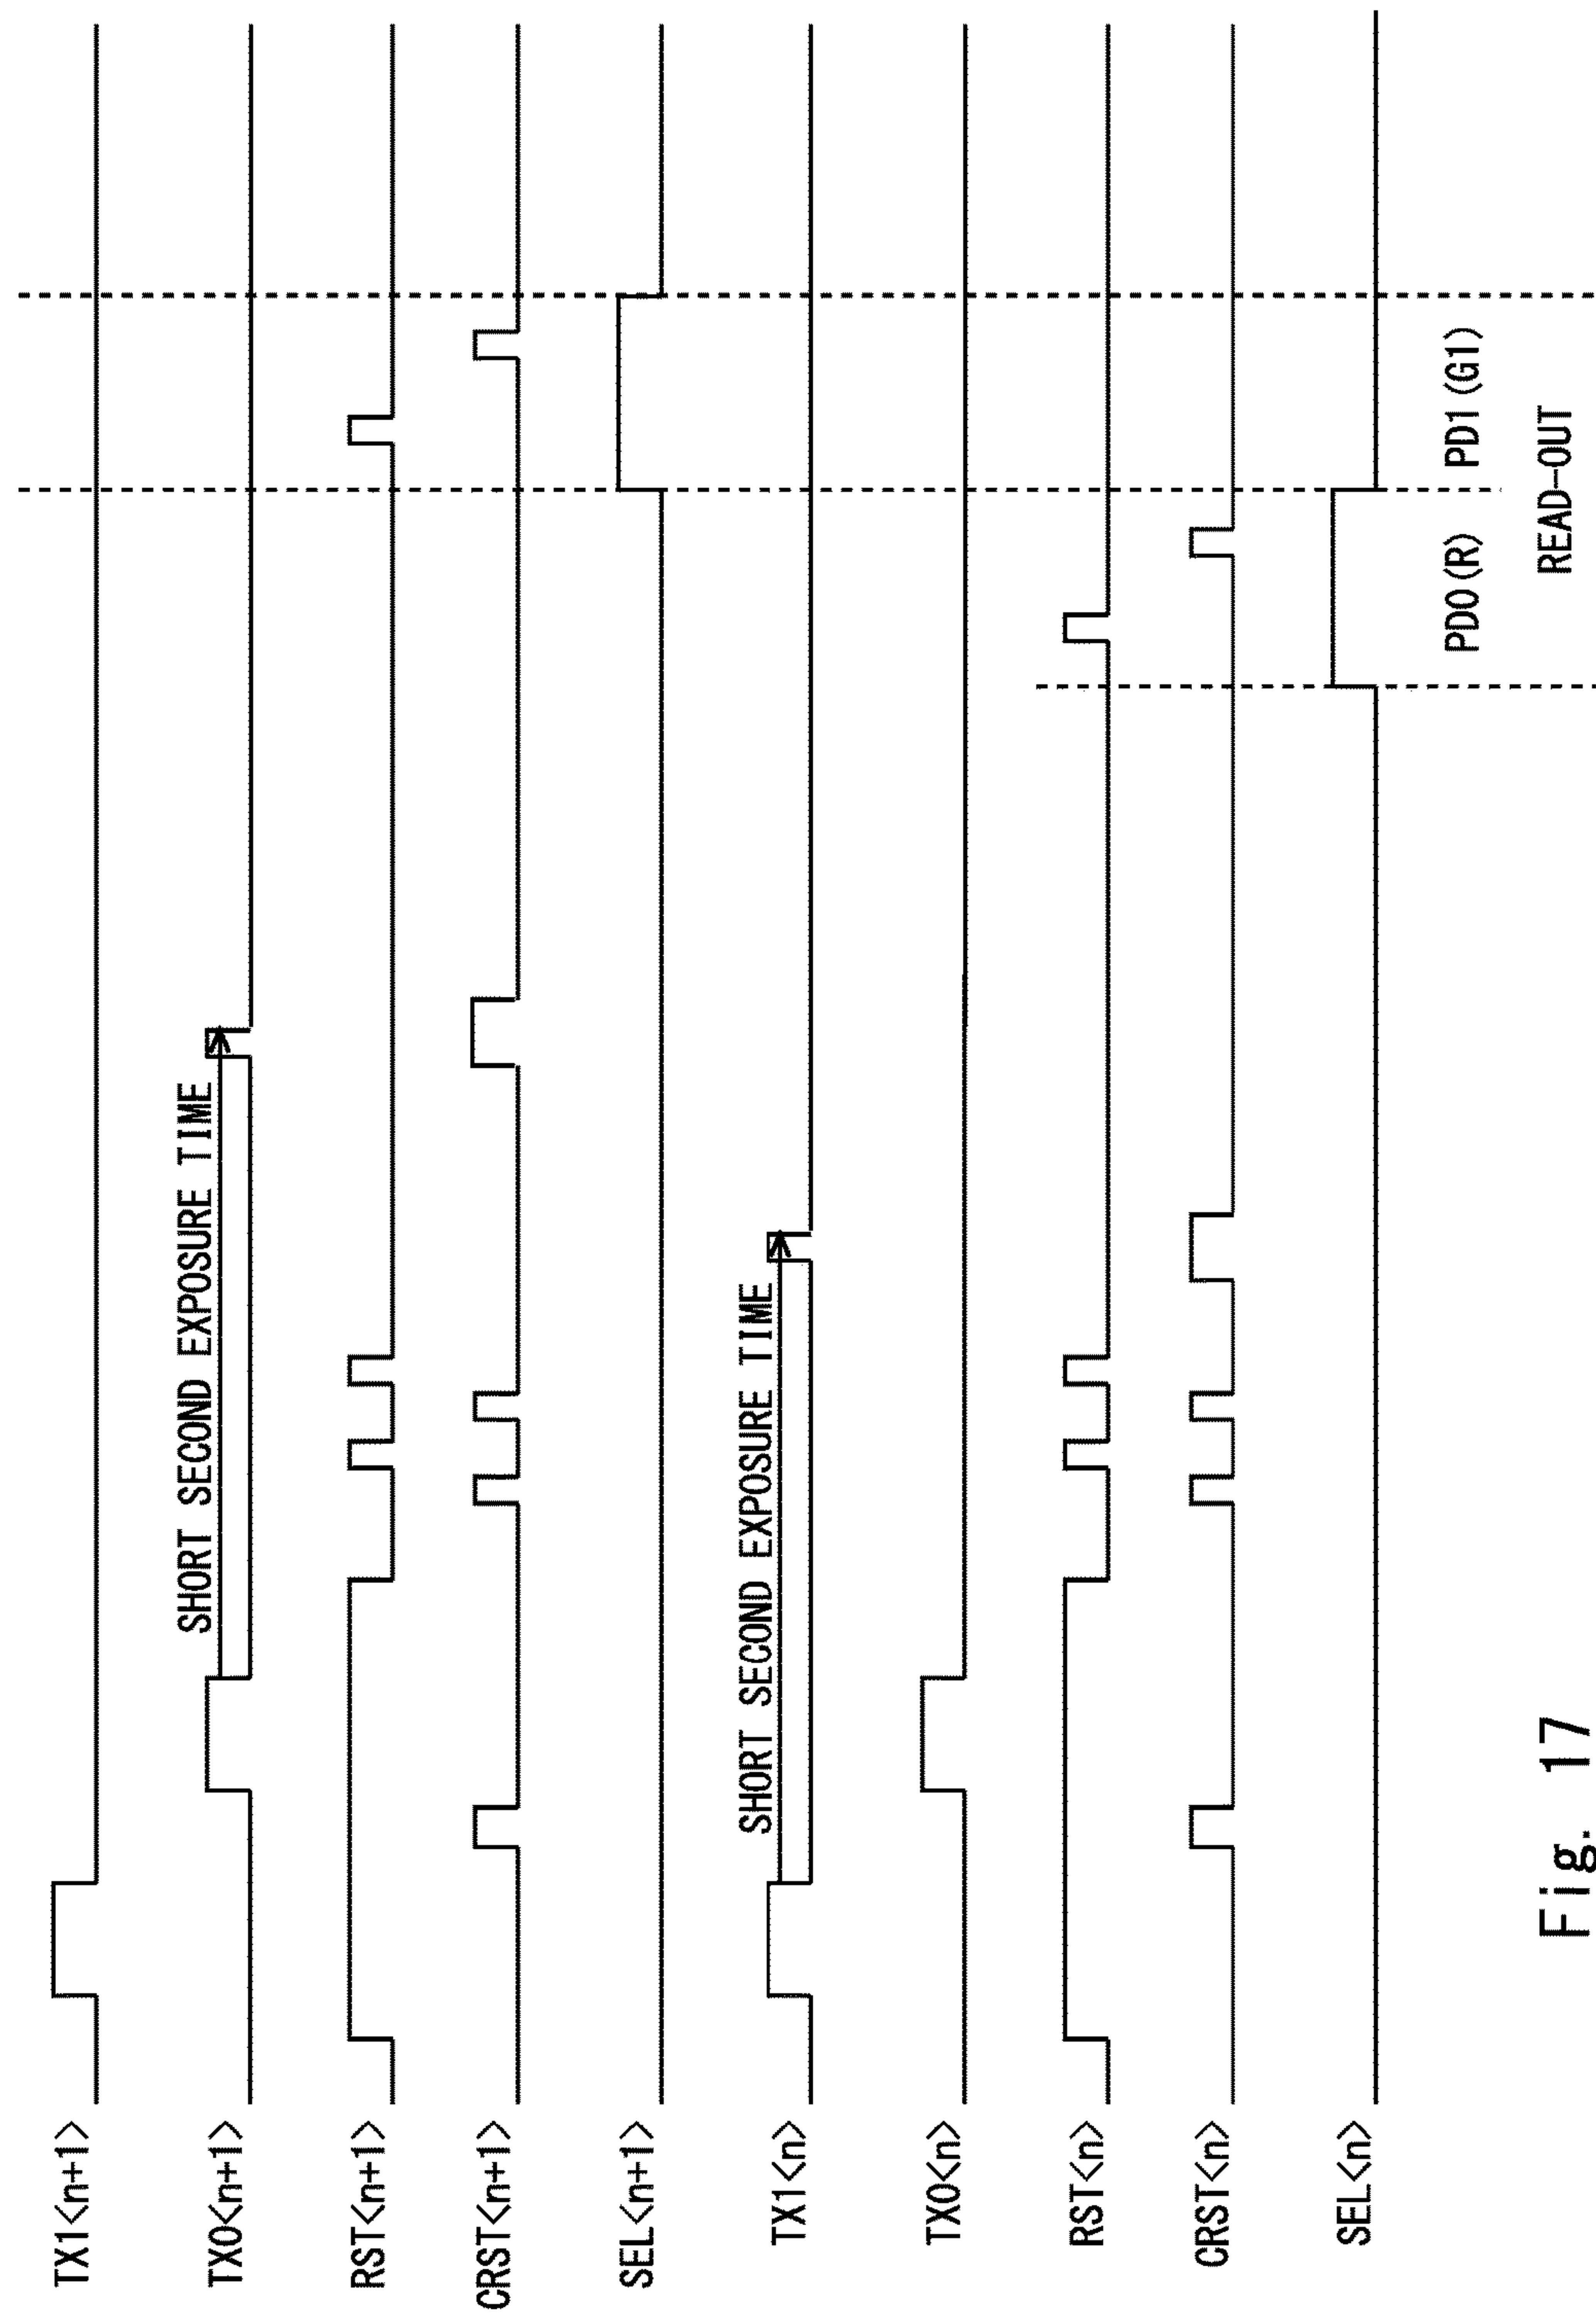 TX1<n+1>
SHORT SECOND EXPOSURE TIME
TX0<n+1>
RST<n+1>
CRST<n+1>
SEL<n+1>
SHORT SECOND EXPOSURE TIME
TX1<n>
TX0<n>
RST<n>
CRST<n>
SEL<n>
PD0(R) PD1(G1)
READ-OUT
Fig. 17